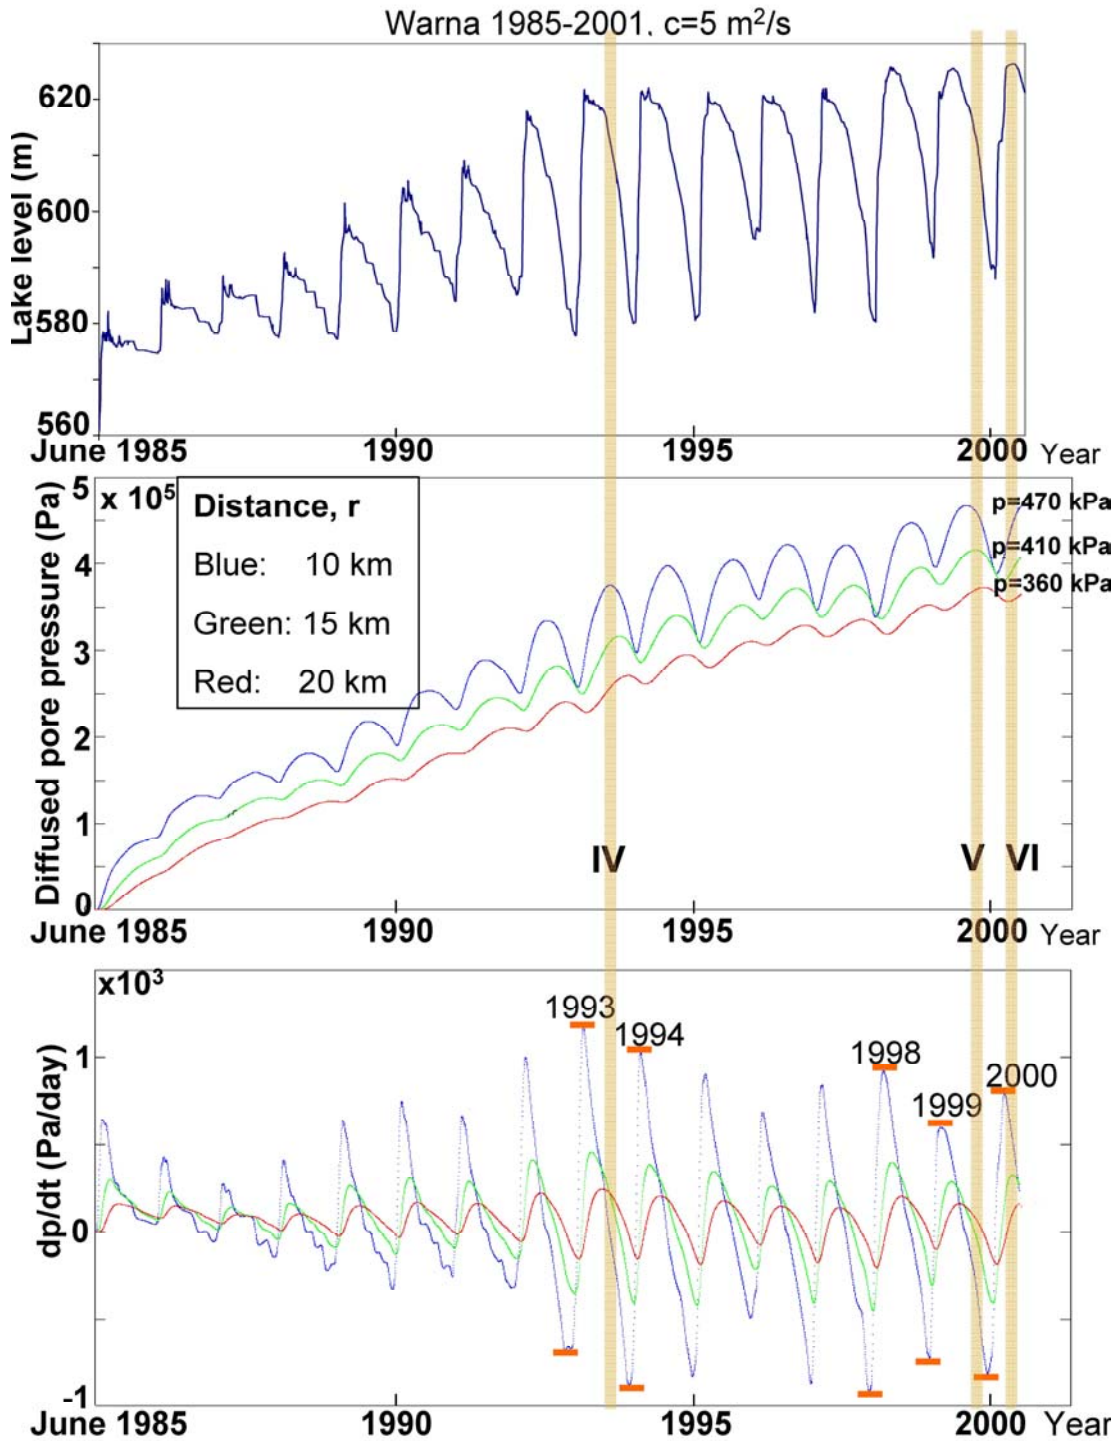 Warna 1985-2001, c=5 m²/s
Lake level (m)
620
600
580
560
June 1985 1990 1995 2000 Year
Diffused pore pressure (Pa)
5
x 10⁵
4
3
2
1
0
Distance, r
Blue: 10 km
Green: 15 km
Red: 20 km
p=470 kPa
p=410 kPa
p=360 kPa
IV V VI
June 1985 1990 1995 2000 Year
dp/dt (Pa/day)
x10³
1
0
-1
1993
1994
1998
1999
2000
June 1985 1990 1995 2000 Year